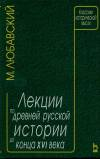 М. ЛЮБАВСКИЙ
Лекции
по древней русской
истории до
конца XVI века